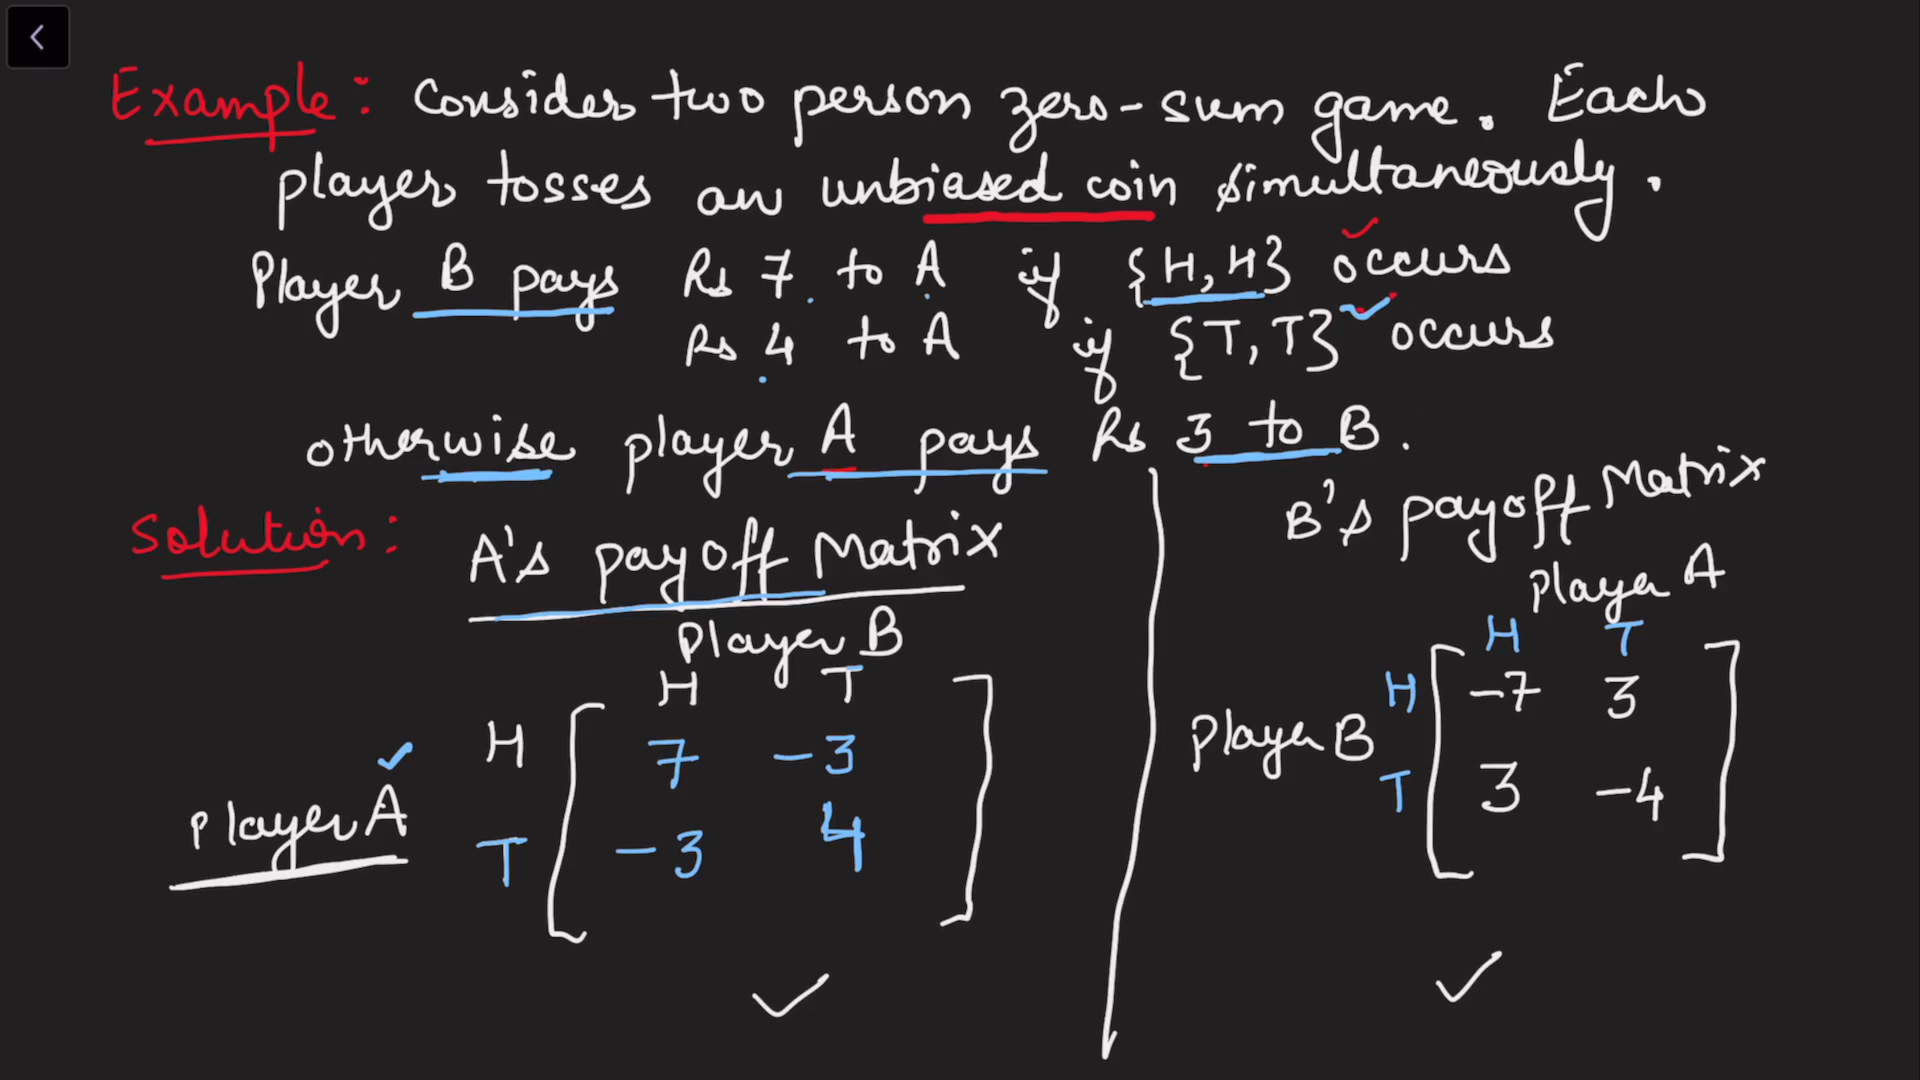 Example: Consider two person zero-sum game. Each
player tosses an unbiased coin simultaneously.
Player B pays Rs 7 to A if {H, H} occurs
Rs 4 to A if {T, T} occurs
otherwise player A pays Rs 3 to B.
Solution: A's payoff Matrix
Player B
H T
H 7 -3
Player A
T -3 4
B's payoff Matrix
Player A
H T
H -7 3
Player B
T 3 -4